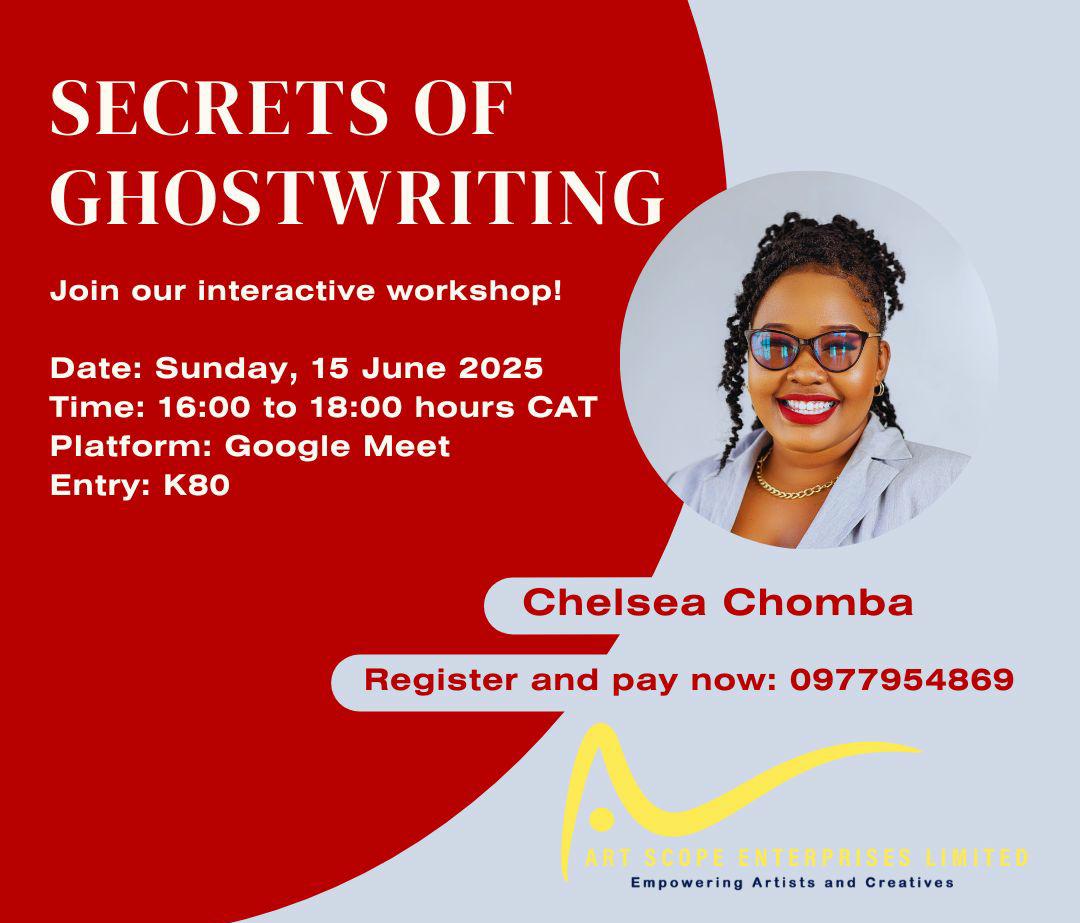 SECRETS OF
GHOSTWRITING
Join our interactive workshop!
Date: Sunday, 15 June 2025
Time: 16:00 to 18:00 hours CAT
Platform: Google Meet
Entry: K80
Chelsea Chomba
Register and pay now: 0977954869
ART SCOPE ENTERPRISES LIMITED
Empowering Artists and Creatives